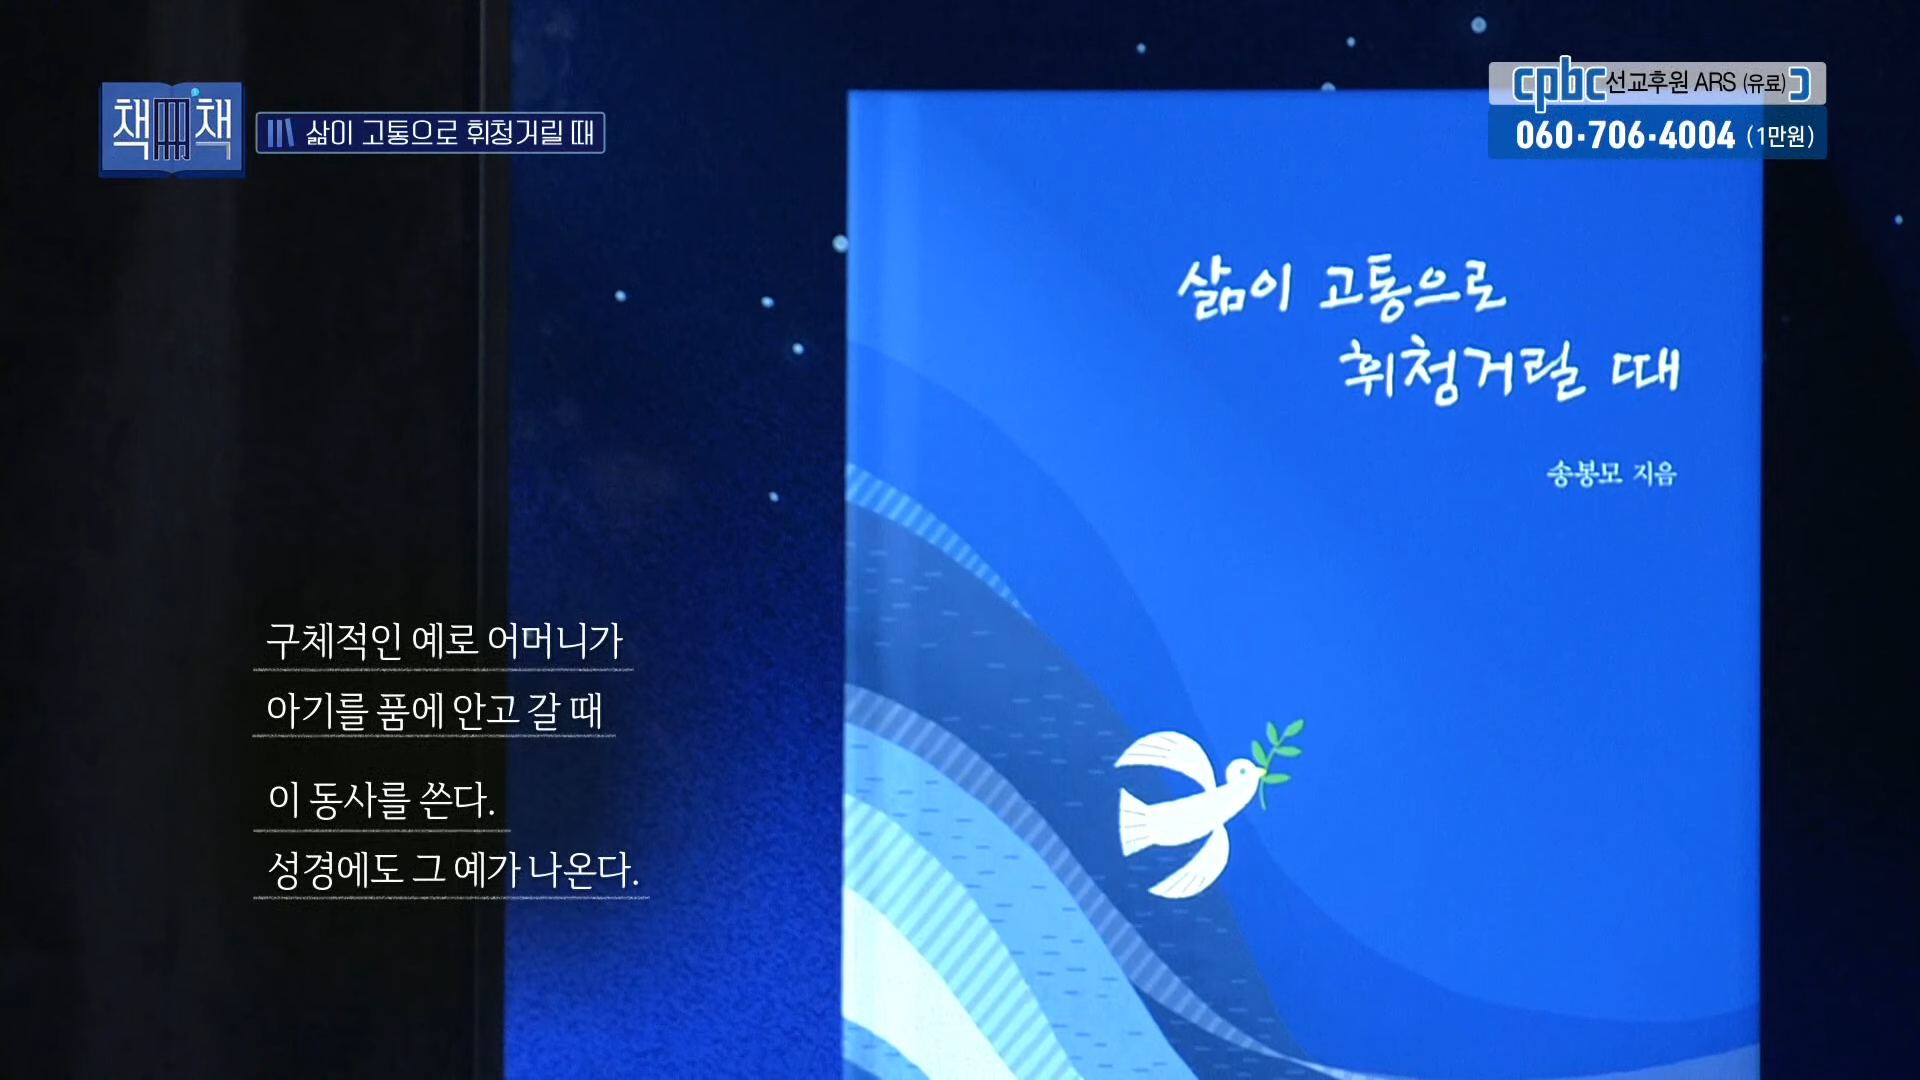 책冊책
삶이 고통으로 휘청거릴 때
cpbc 선교후원 ARS (유료)
060·706·4004 (1만원)
삶이 고통으로
휘청거릴 때
송봉모 지음
구체적인 예로 어머니가
아기를 품에 안고 갈 때
이 동사를 쓴다.
성경에도 그 예가 나온다.